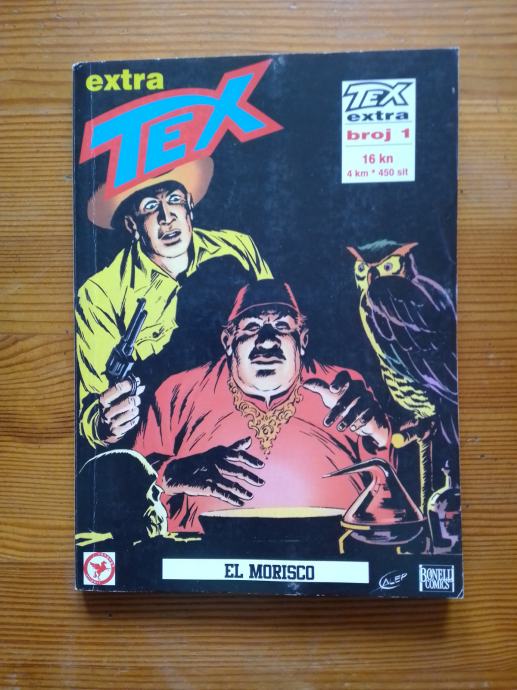 extra
TEX
TEX
extra
broj 1
16 kn
4 km * 450 sit
EL MORISCO
BONELLI
COMICS